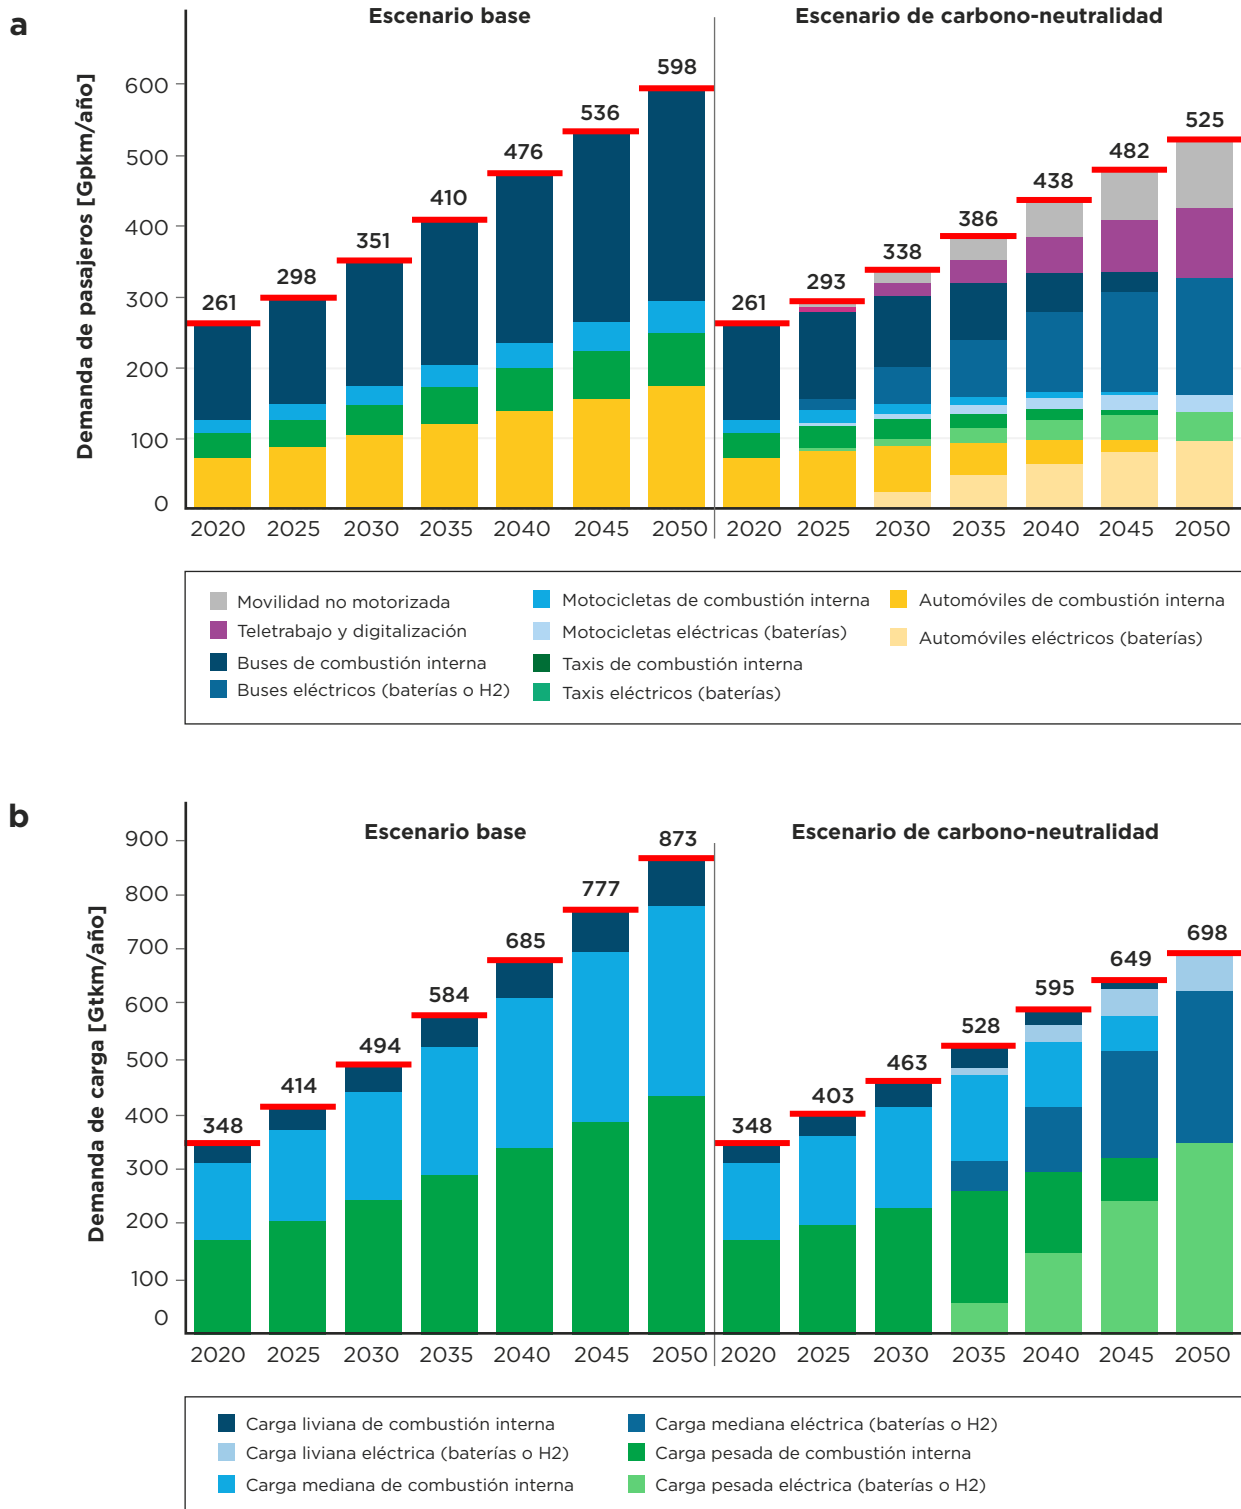 a
Escenario base
Escenario de carbono-neutralidad
Demanda de pasajeros [Gpkm/año]
600
500
400
300
200
100
0
261
298
351
410
476
536
598
261
293
338
386
438
482
525
2020 2025 2030 2035 2040 2045 2050 2020 2025 2030 2035 2040 2045 2050
Movilidad no motorizada
Teletrabajo y digitalización
Buses de combustión interna
Buses eléctricos (baterías o H2)
Motocicletas de combustión interna
Motocicletas eléctricas (baterías)
Taxis de combustión interna
Taxis eléctricos (baterías)
Automóviles de combustión interna
Automóviles eléctricos (baterías)
b
Escenario base
Escenario de carbono-neutralidad
Demanda de carga [Gtkm/año]
900
800
700
600
500
400
300
200
100
0
348
414
494
584
685
777
873
348
403
463
528
595
649
698
2020 2025 2030 2035 2040 2045 2050 2020 2025 2030 2035 2040 2045 2050
Carga liviana de combustión interna
Carga liviana eléctrica (baterías o H2)
Carga mediana de combustión interna
Carga mediana eléctrica (baterías o H2)
Carga pesada de combustión interna
Carga pesada eléctrica (baterías o H2)